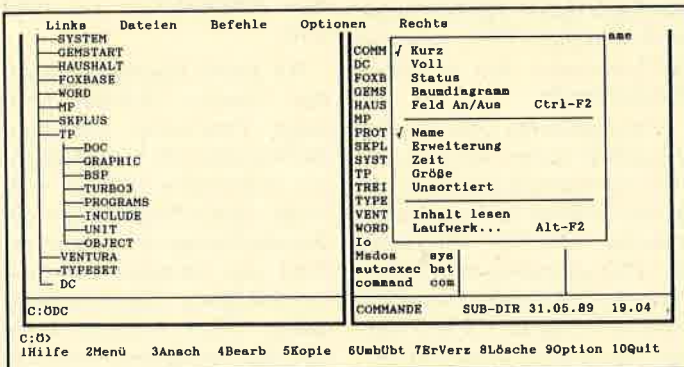 Links Dateien Befehle Optionen Rechts
SYSTEM
GEMSTART
HAUSHALT
FOXBASE
WORD
MP
SKPLUS
TP
DOC
GRAPHIC
BSP
TURBO3
PROGRAMS
INCLUDE
UNIT
OBJECT
VENTURA
TYPESET
DC
C:ÖDC
ame
COMM
DC
FOXB
GEMS
HAUS
MP
PROT
SKPL
SYST
TP
TREI
TYPE
VENT
WORD
Io
Msdos sys
autoexec bat
command com
√ Kurz
Voll
Status
Baumdiagramm
Feld An/Aus Ctrl-F2
√ Name
Erweiterung
Zeit
Größe
Unsortiert
Inhalt lesen
Laufwerk... Alt-F2
COMMANDE SUB-DIR 31.05.89 19.04
C:Ö>
1Hilfe 2Menü 3Ansch 4Bearb 5Kopie 6UmbÜbt 7ErVerz 8Lösche 9Option 10Quit